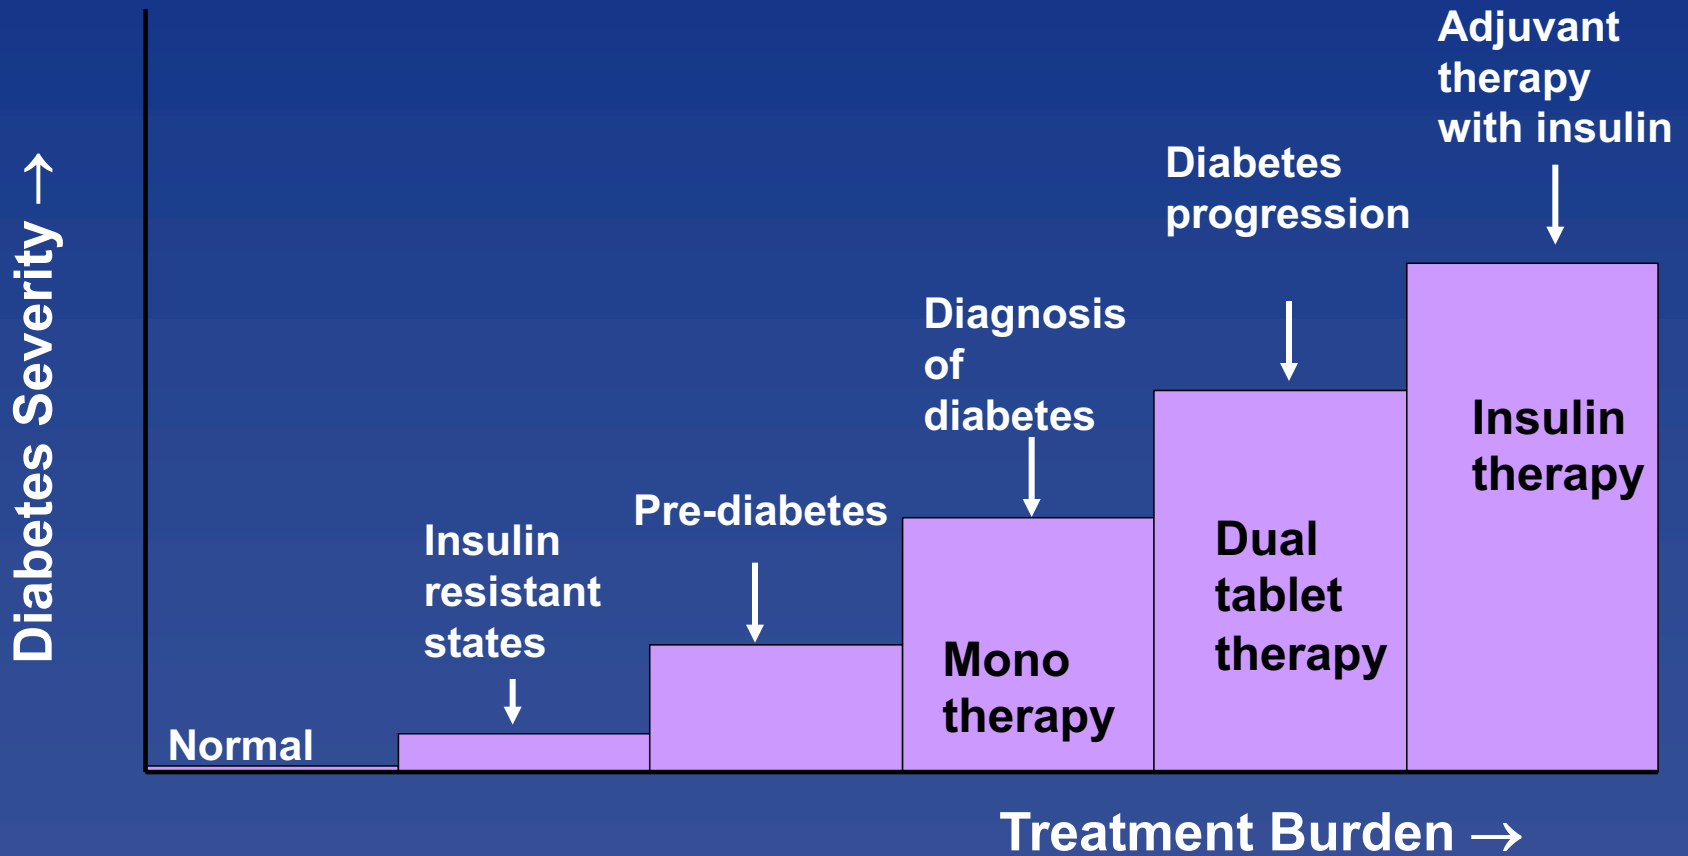 Diabetes Severity →
Normal
Insulin
resistant
states
Pre-diabetes
Diagnosis
of
diabetes
Mono
therapy
Diabetes
progression
Dual
tablet
therapy
Adjuvant
therapy
with insulin
Insulin
therapy
Treatment Burden →